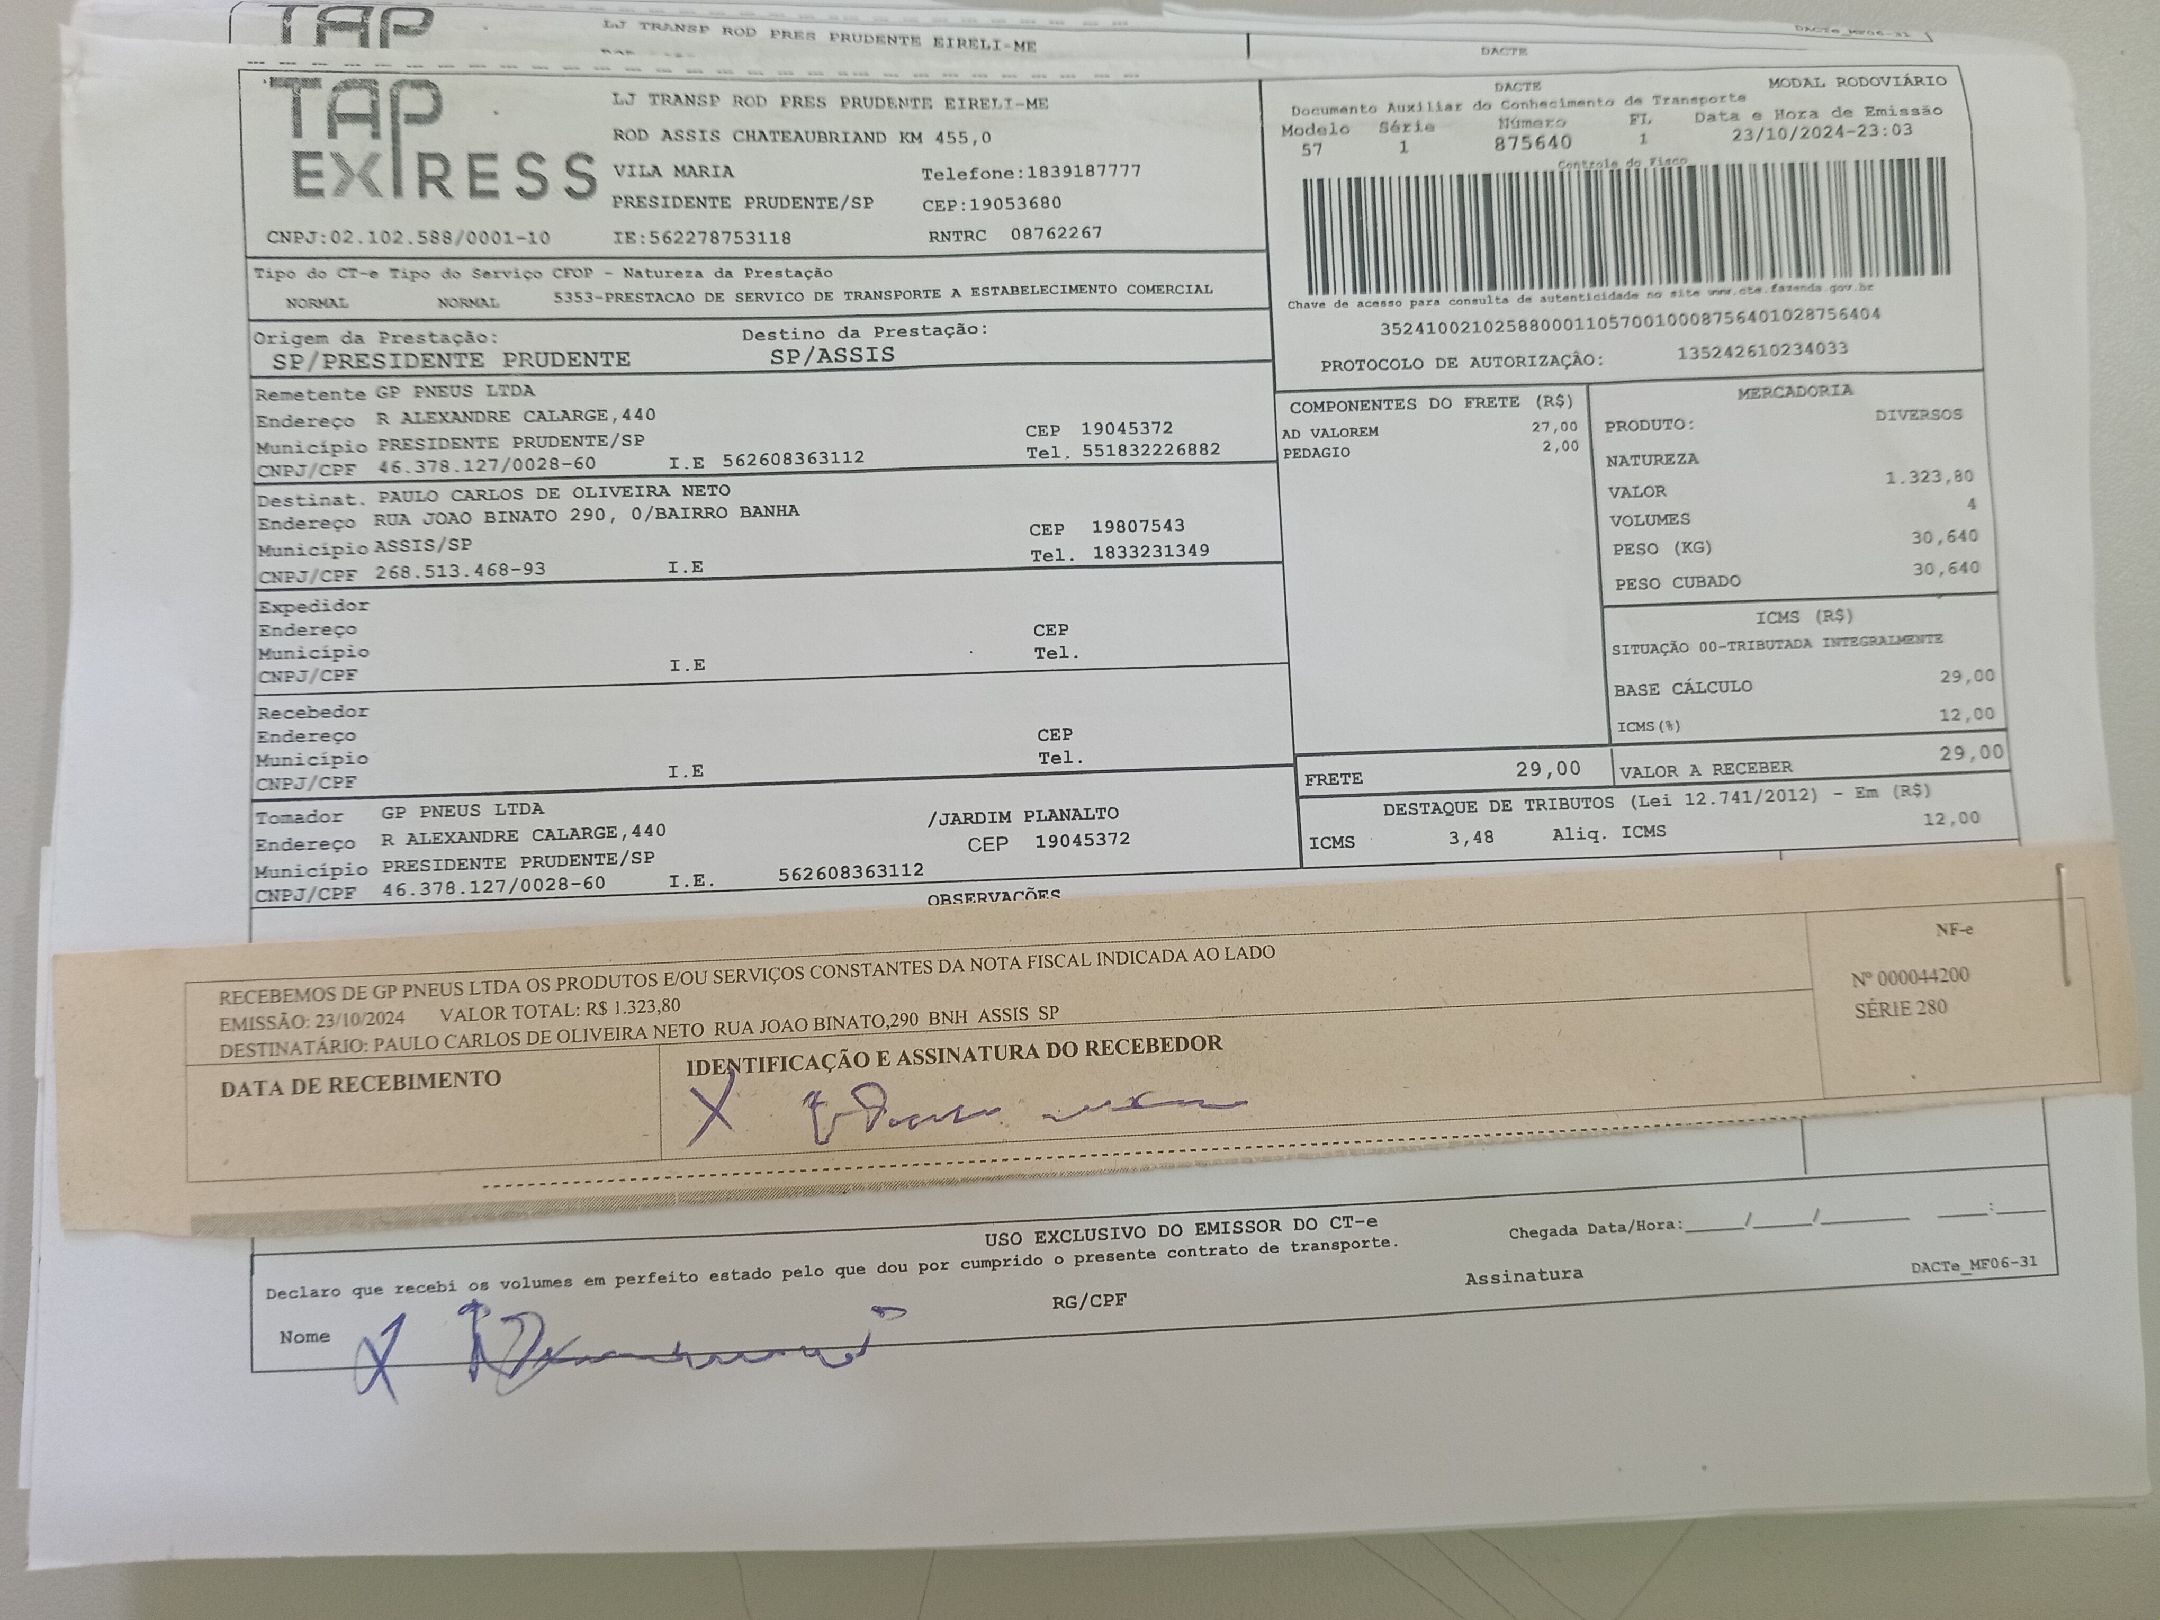 TAP
LJ TRANSP ROD PRES PRUDENTE EIRELI-ME
DACTE
DACTe_MF06-31
TAP EXPRESS
LJ TRANSP ROD PRES PRUDENTE EIRELI-ME
ROD ASSIS CHATEAUBRIAND KM 455,0
VILA MARIA Telefone:1839187777
PRESIDENTE PRUDENTE/SP CEP:19053680
CNPJ:02.102.588/0001-10 IE:562278753118 RNTRC 08762267
DACTE MODAL RODOVIÁRIO
Documento Auxiliar do Conhecimento de Transporte
Modelo Série Número FL Data e Hora de Emissão
57 1 875640 1 23/10/2024-23:03
Controle do Fisco
Chave de acesso para consulta de autenticidade no site www.cte.fazenda.gov.br
35241002102588000110570010008756401028756404
PROTOCOLO DE AUTORIZAÇÃO: 135242610234033
Tipo do CT-e Tipo do Serviço CFOP - Natureza da Prestação
NORMAL NORMAL 5353-PRESTACAO DE SERVICO DE TRANSPORTE A ESTABELECIMENTO COMERCIAL
Origem da Prestação: Destino da Prestação:
SP/PRESIDENTE PRUDENTE SP/ASSIS
Remetente GP PNEUS LTDA
Endereço R ALEXANDRE CALARGE,440
Município PRESIDENTE PRUDENTE/SP CEP 19045372
CNPJ/CPF 46.378.127/0028-60 I.E 562608363112 Tel. 551832226882
Destinat. PAULO CARLOS DE OLIVEIRA NETO
Endereço RUA JOAO BINATO 290, 0/BAIRRO BANHA
Município ASSIS/SP CEP 19807543
CNPJ/CPF 268.513.468-93 I.E Tel. 1833231349
Expedidor
Endereço CEP
Município Tel.
CNPJ/CPF I.E
Recebedor
Endereço CEP
Município Tel.
CNPJ/CPF I.E
Tomador GP PNEUS LTDA /JARDIM PLANALTO
Endereço R ALEXANDRE CALARGE,440 CEP 19045372
Município PRESIDENTE PRUDENTE/SP
CNPJ/CPF 46.378.127/0028-60 I.E. 562608363112
COMPONENTES DO FRETE (R$)
AD VALOREM 27,00
PEDAGIO 2,00
MERCADORIA
PRODUTO: DIVERSOS
NATUREZA
VALOR 1.323,80
VOLUMES 4
PESO (KG) 30,640
PESO CUBADO 30,640
ICMS (R$)
SITUAÇÃO 00-TRIBUTADA INTEGRALMENTE
BASE CÁLCULO 29,00
ICMS(%) 12,00
FRETE 29,00 VALOR A RECEBER 29,00
DESTAQUE DE TRIBUTOS (Lei 12.741/2012) - Em (R$)
ICMS 3,48 Aliq. ICMS 12,00
OBSERVAÇÕES
RECEBEMOS DE GP PNEUS LTDA OS PRODUTOS E/OU SERVIÇOS CONSTANTES DA NOTA FISCAL INDICADA AO LADO
EMISSÃO: 23/10/2024 VALOR TOTAL: R$ 1.323,80
DESTINATÁRIO: PAULO CARLOS DE OLIVEIRA NETO RUA JOAO BINATO,290 BNH ASSIS SP
DATA DE RECEBIMENTO IDENTIFICAÇÃO E ASSINATURA DO RECEBEDOR
X
NF-e
Nº 000044200
SÉRIE 280
USO EXCLUSIVO DO EMISSOR DO CT-e
Declaro que recebi os volumes em perfeito estado pelo que dou por cumprido o presente contrato de transporte.
Chegada Data/Hora:_____/_____/_______ ____:____
Nome X RG/CPF Assinatura
DACTe_MF06-31